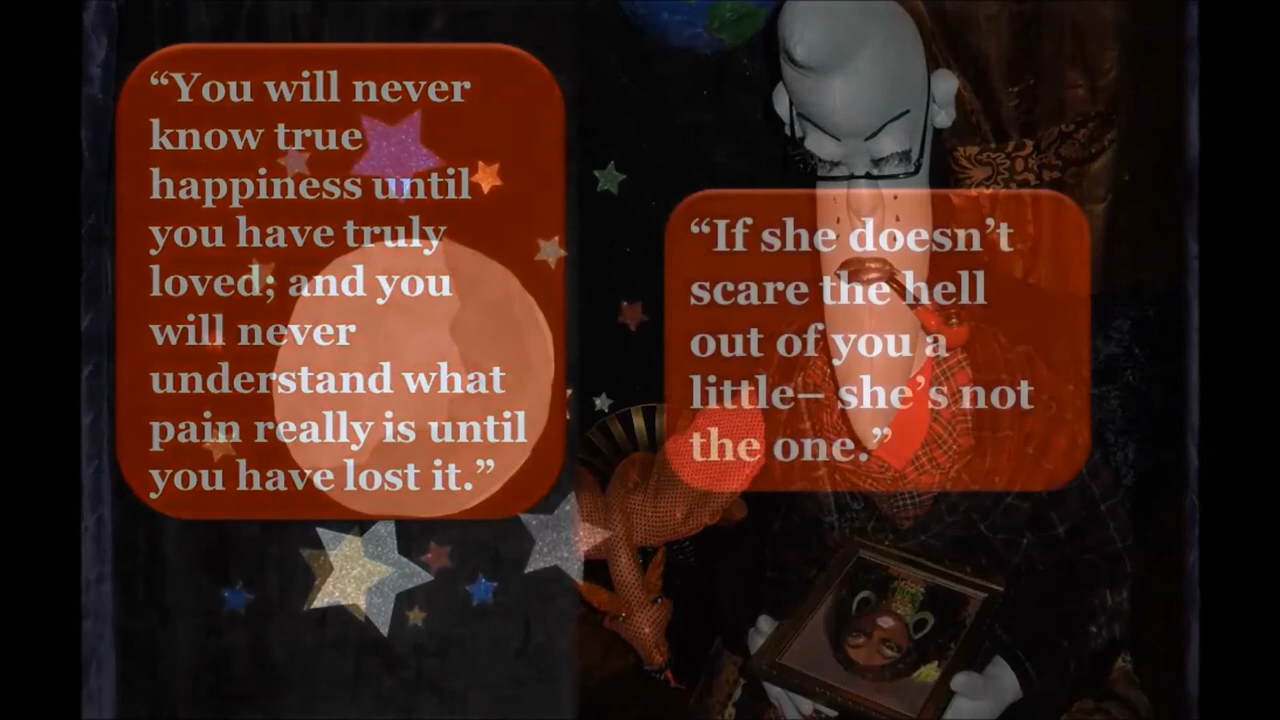 “You will never
know true
happiness until
you have truly
loved; and you
will never
understand what
pain really is until
you have lost it.”
“If she doesn’t
scare the hell
out of you a
little– she’s not
the one.”